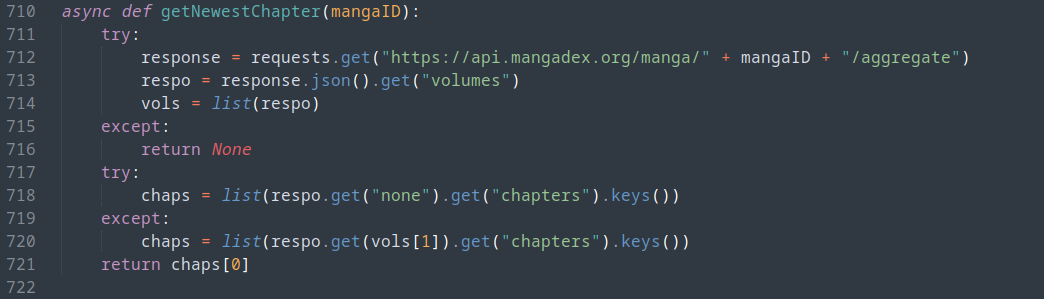 710 async def getNewestChapter(mangaID):
711     try:
712         response = requests.get("https://api.mangadex.org/manga/" + mangaID + "/aggregate")
713         respo = response.json().get("volumes")
714         vols = list(respo)
715     except:
716         return None
717     try:
718         chaps = list(respo.get("none").get("chapters").keys())
719     except:
720         chaps = list(respo.get(vols[1]).get("chapters").keys())
721     return chaps[0]
722